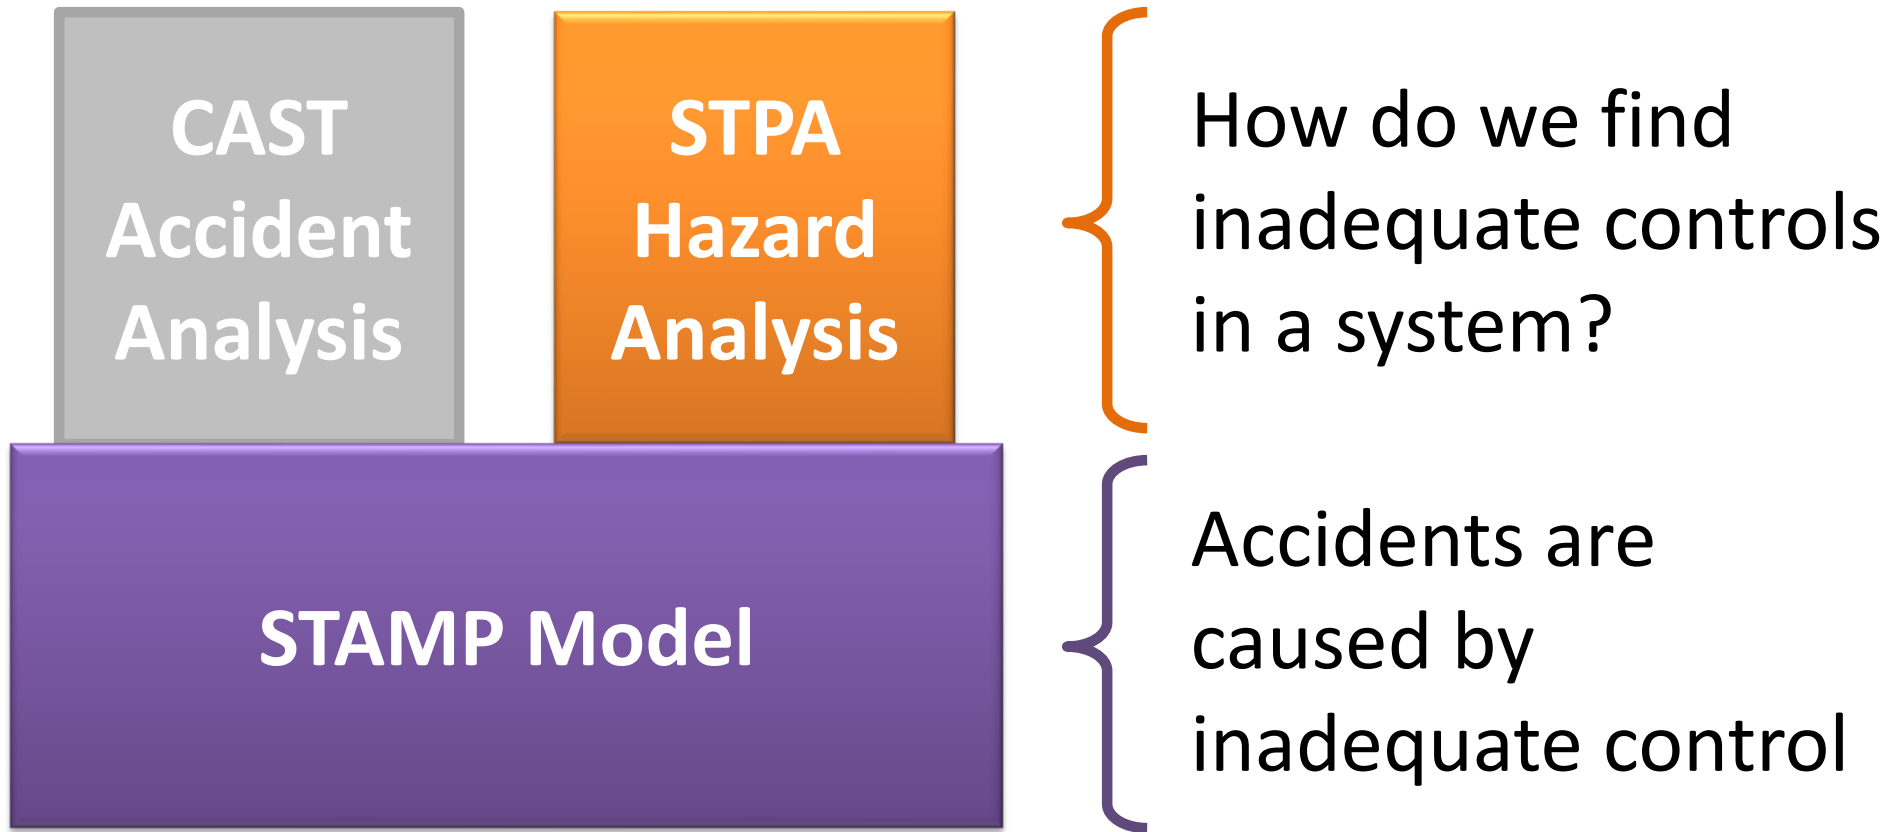 CAST
Accident
Analysis
STPA
Hazard
Analysis
How do we find
inadequate controls
in a system?
STAMP Model
Accidents are
caused by
inadequate control